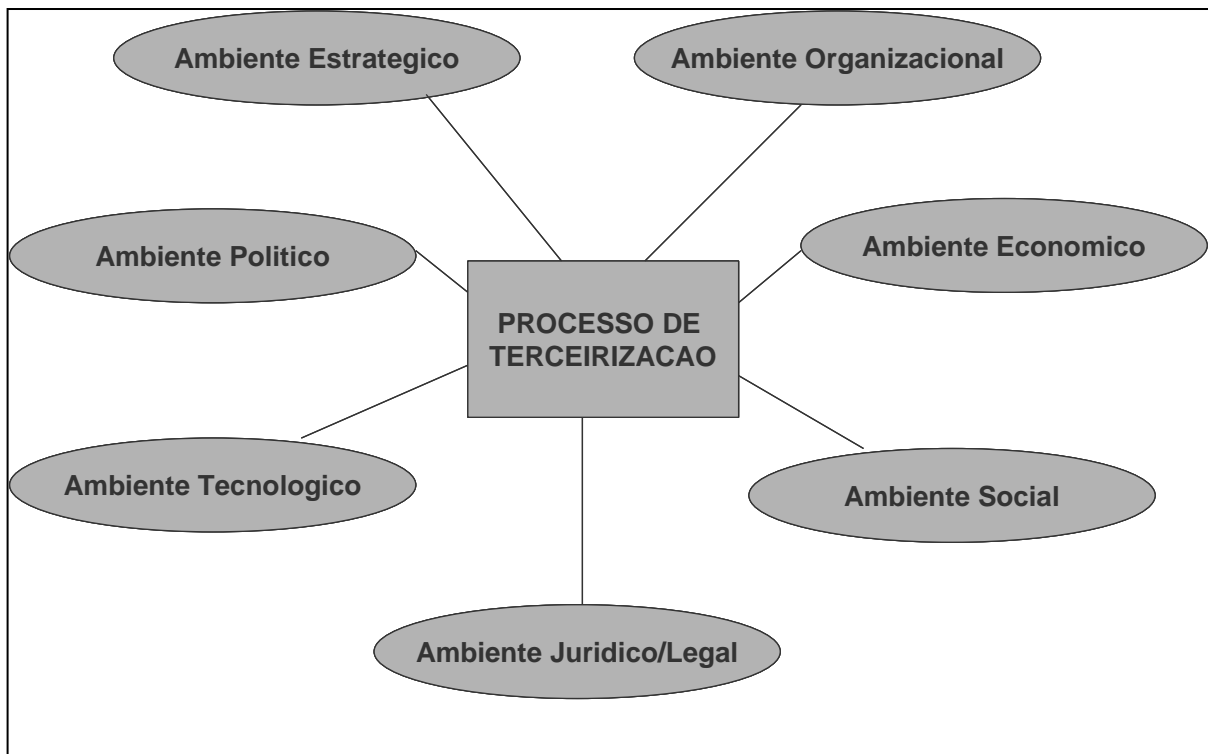 Ambiente Estrategico
Ambiente Organizacional
Ambiente Politico
Ambiente Economico
PROCESSO DE
TERCEIRIZACAO
Ambiente Tecnologico
Ambiente Social
Ambiente Juridico/Legal